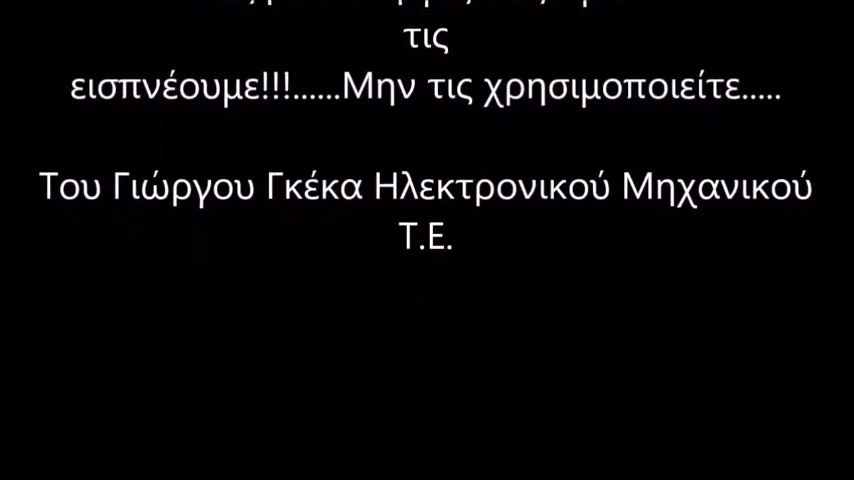 τις
εισπνέουμε!!!......Μην τις χρησιμοποιείτε.....
Του Γιώργου Γκέκα Ηλεκτρονικού Μηχανικού
Τ.Ε.